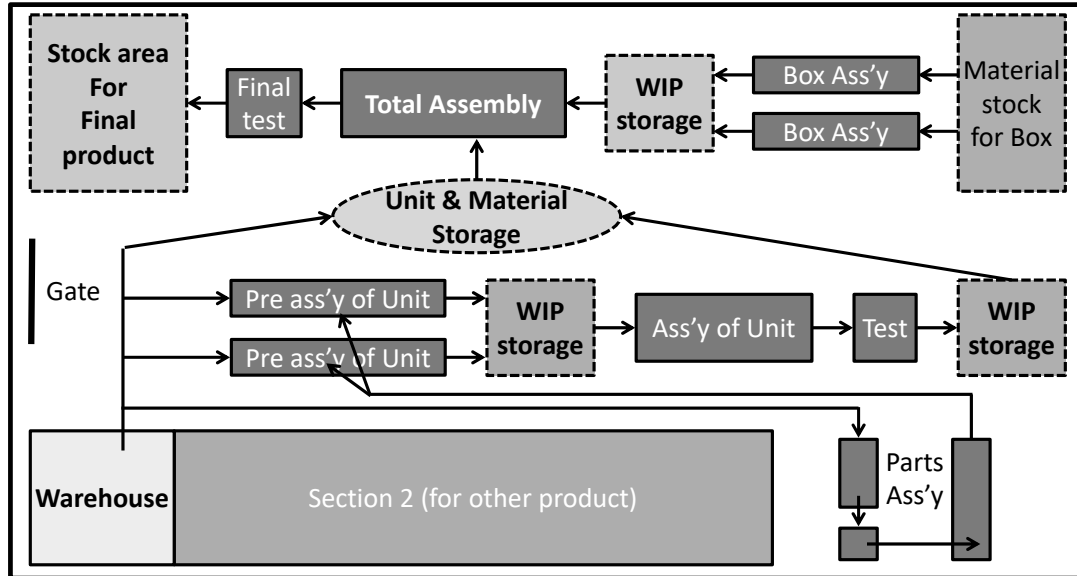 Stock area
For
Final
product
Final
test
Total Assembly
WIP
storage
Box Ass’y
Box Ass’y
Material
stock
for Box
Unit & Material
Storage
Gate
Pre ass’y of Unit
Pre ass’y of Unit
WIP
storage
Ass’y of Unit
Test
WIP
storage
Warehouse
Section 2 (for other product)
Parts
Ass’y